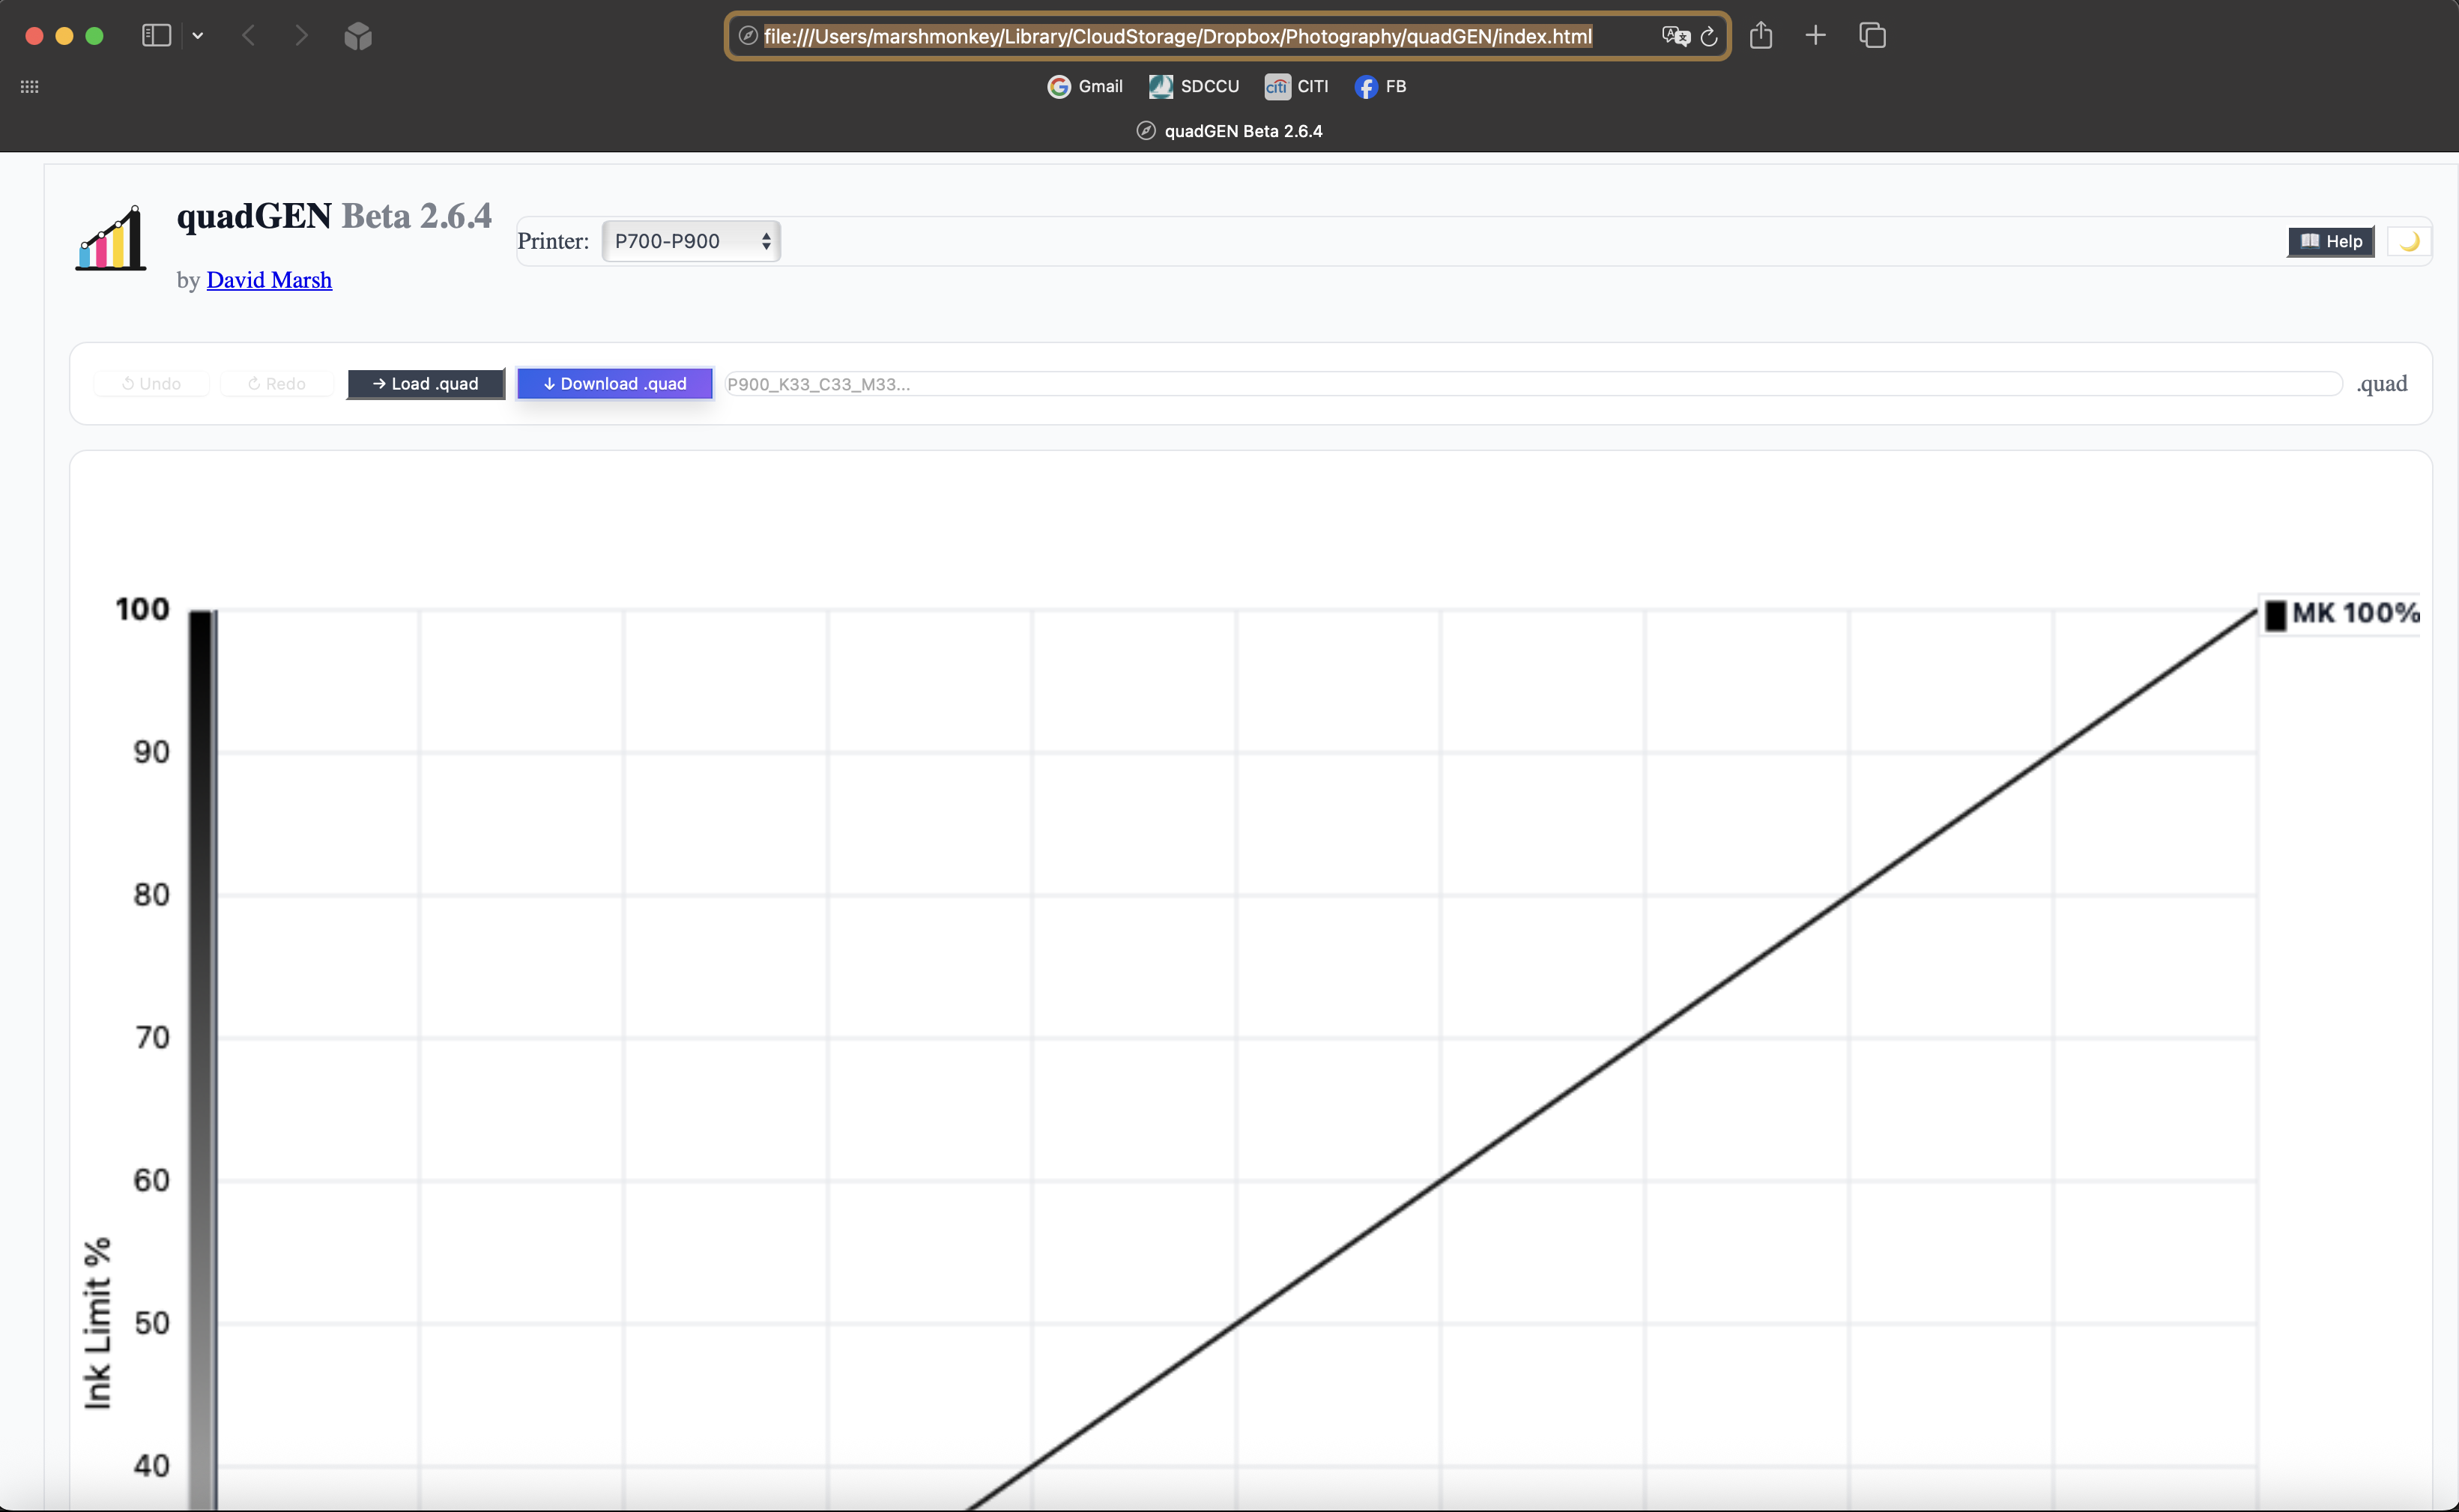 file:///Users/marshmonkey/Library/CloudStorage/Dropbox/Photography/quadGEN/index.html
Gmail SDCCU CITI FB
quadGEN Beta 2.6.4
quadGEN Beta 2.6.4
by David Marsh
Printer: P700-P900
Help
Undo Redo → Load .quad ↓ Download .quad P900_K33_C33_M33... .quad
100
MK 100%
90
80
70
60
50
40
Ink Limit %